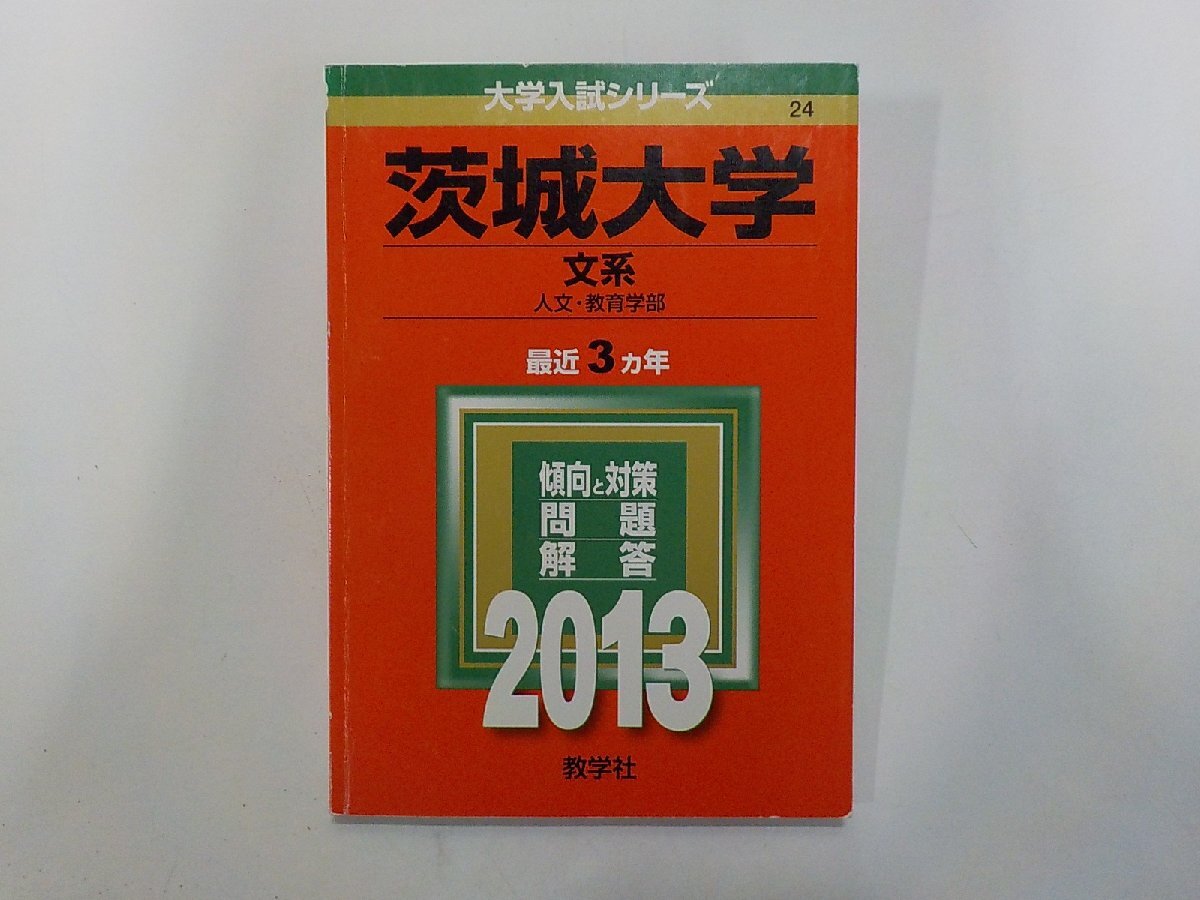 大学入試シリーズ
24
茨城大学
文系
人文・教育学部
最近3ヵ年
傾向と対策
問題
解答
2013
教学社